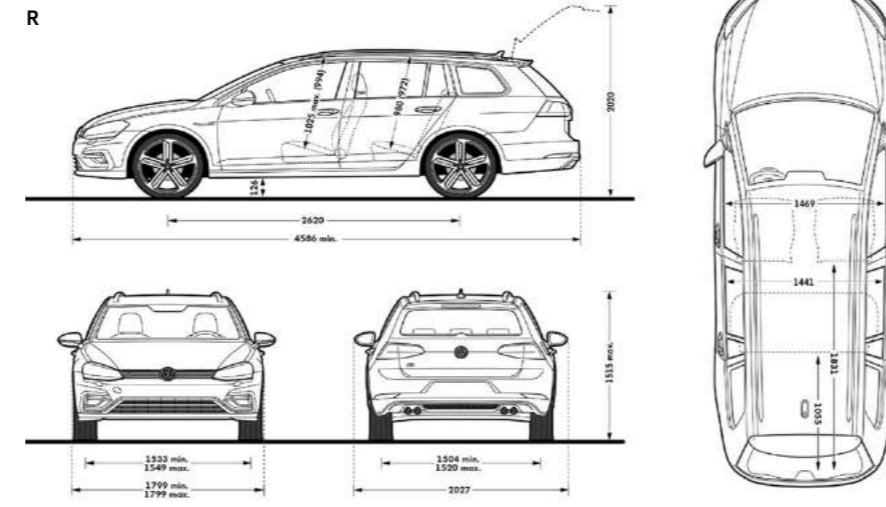 R
1025 max. (994)
980 (972)
2020
126
2620
4586 min.
1469
1441
1831
1055
1515 max.
1533 min.
1549 max.
1799 min.
1799 max.
1504 min.
1520 max.
2027